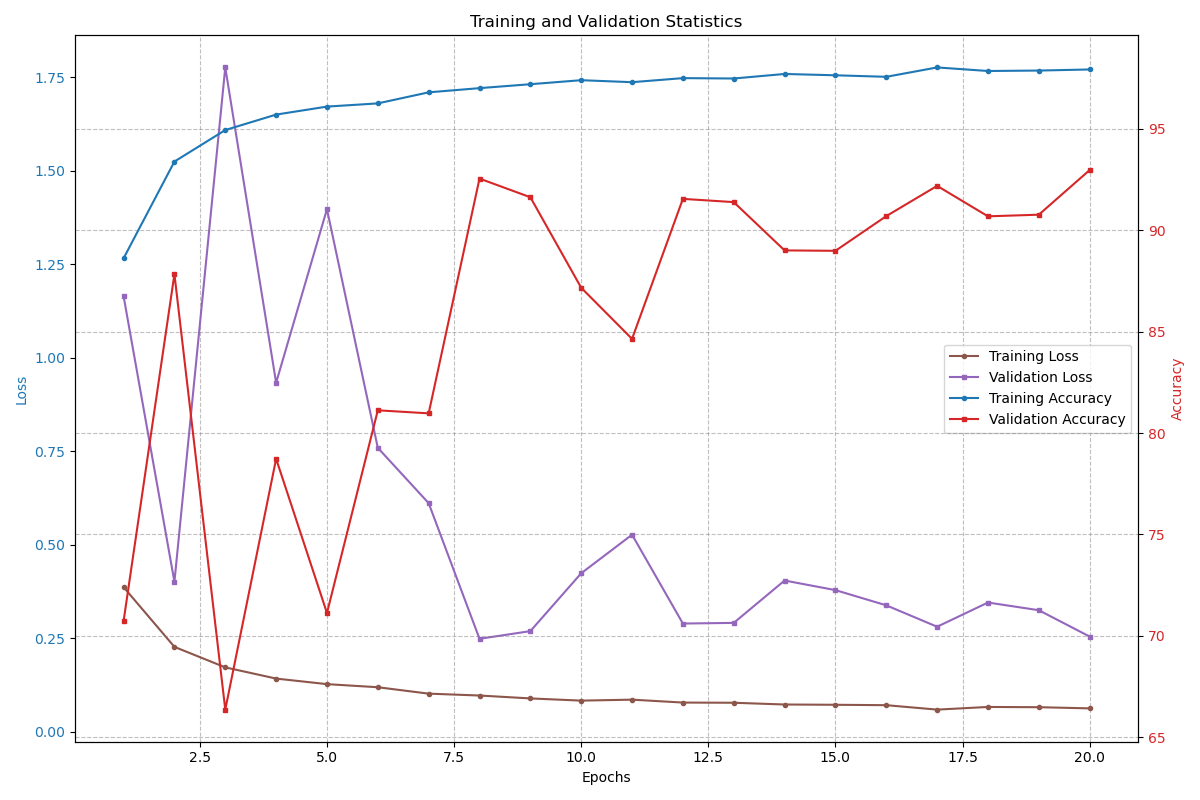 Training and Validation Statistics
Loss
1.75
1.50
1.25
1.00
0.75
0.50
0.25
0.00
95
90
85
80
75
70
65
Accuracy
Training Loss
Validation Loss
Training Accuracy
Validation Accuracy
2.5 5.0 7.5 10.0 12.5 15.0 17.5 20.0
Epochs